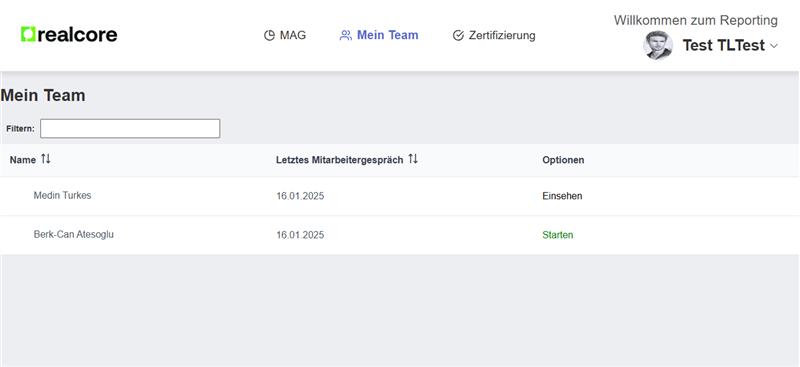 realcore
MAG
Mein Team
Zertifizierung
Willkommen zum Reporting
Test TLTest
Mein Team
Filtern:
Name Letztes Mitarbeitergespräch Optionen
Medin Turkes 16.01.2025 Einsehen
Berk-Can Atesoglu 16.01.2025 Starten